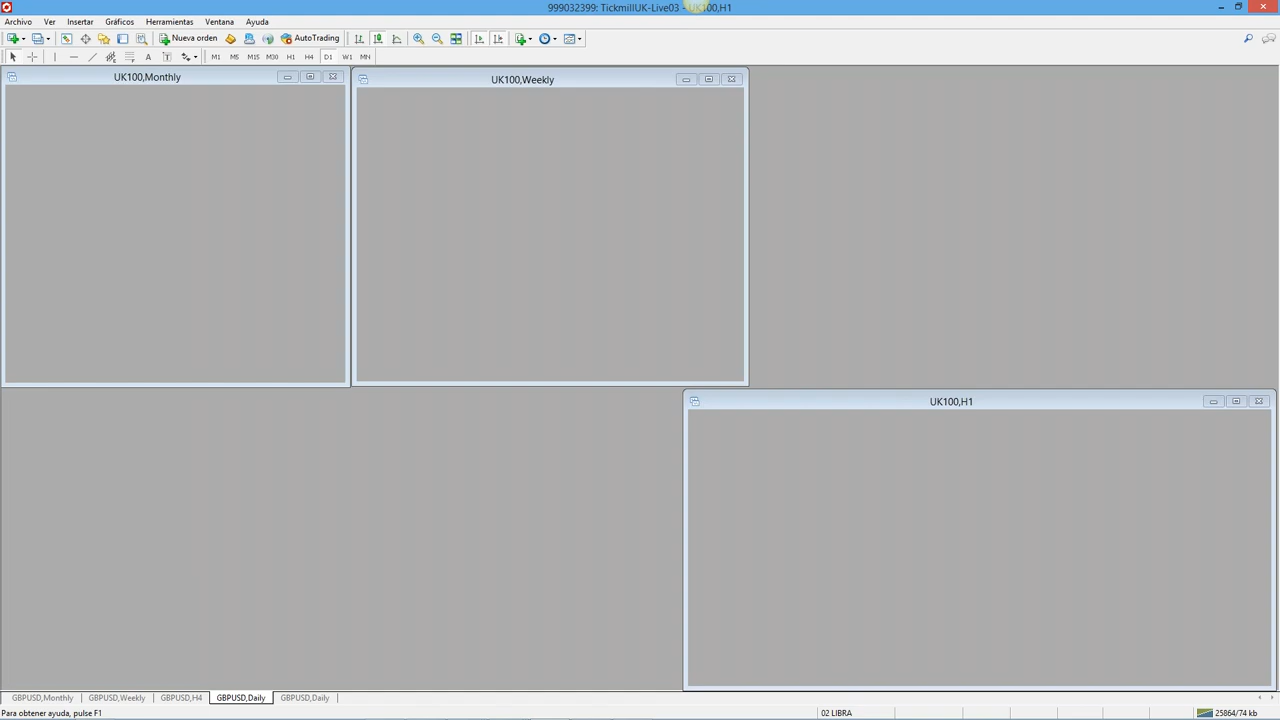 999032399: TickmillUK-Live03 - UK100,H1
Archivo Ver Insertar Gráficos Herramientas Ventana Ayuda
Nueva orden AutoTrading
A T M1 M5 M15 M30 H1 H4 D1 W1 MN
UK100,Monthly
UK100,Weekly
UK100,H1
GBPUSD,Monthly GBPUSD,Weekly GBPUSD,H4 GBPUSD,Daily GBPUSD,Daily
Para obtener ayuda, pulse F1 02 LIBRA 25864/74 kb